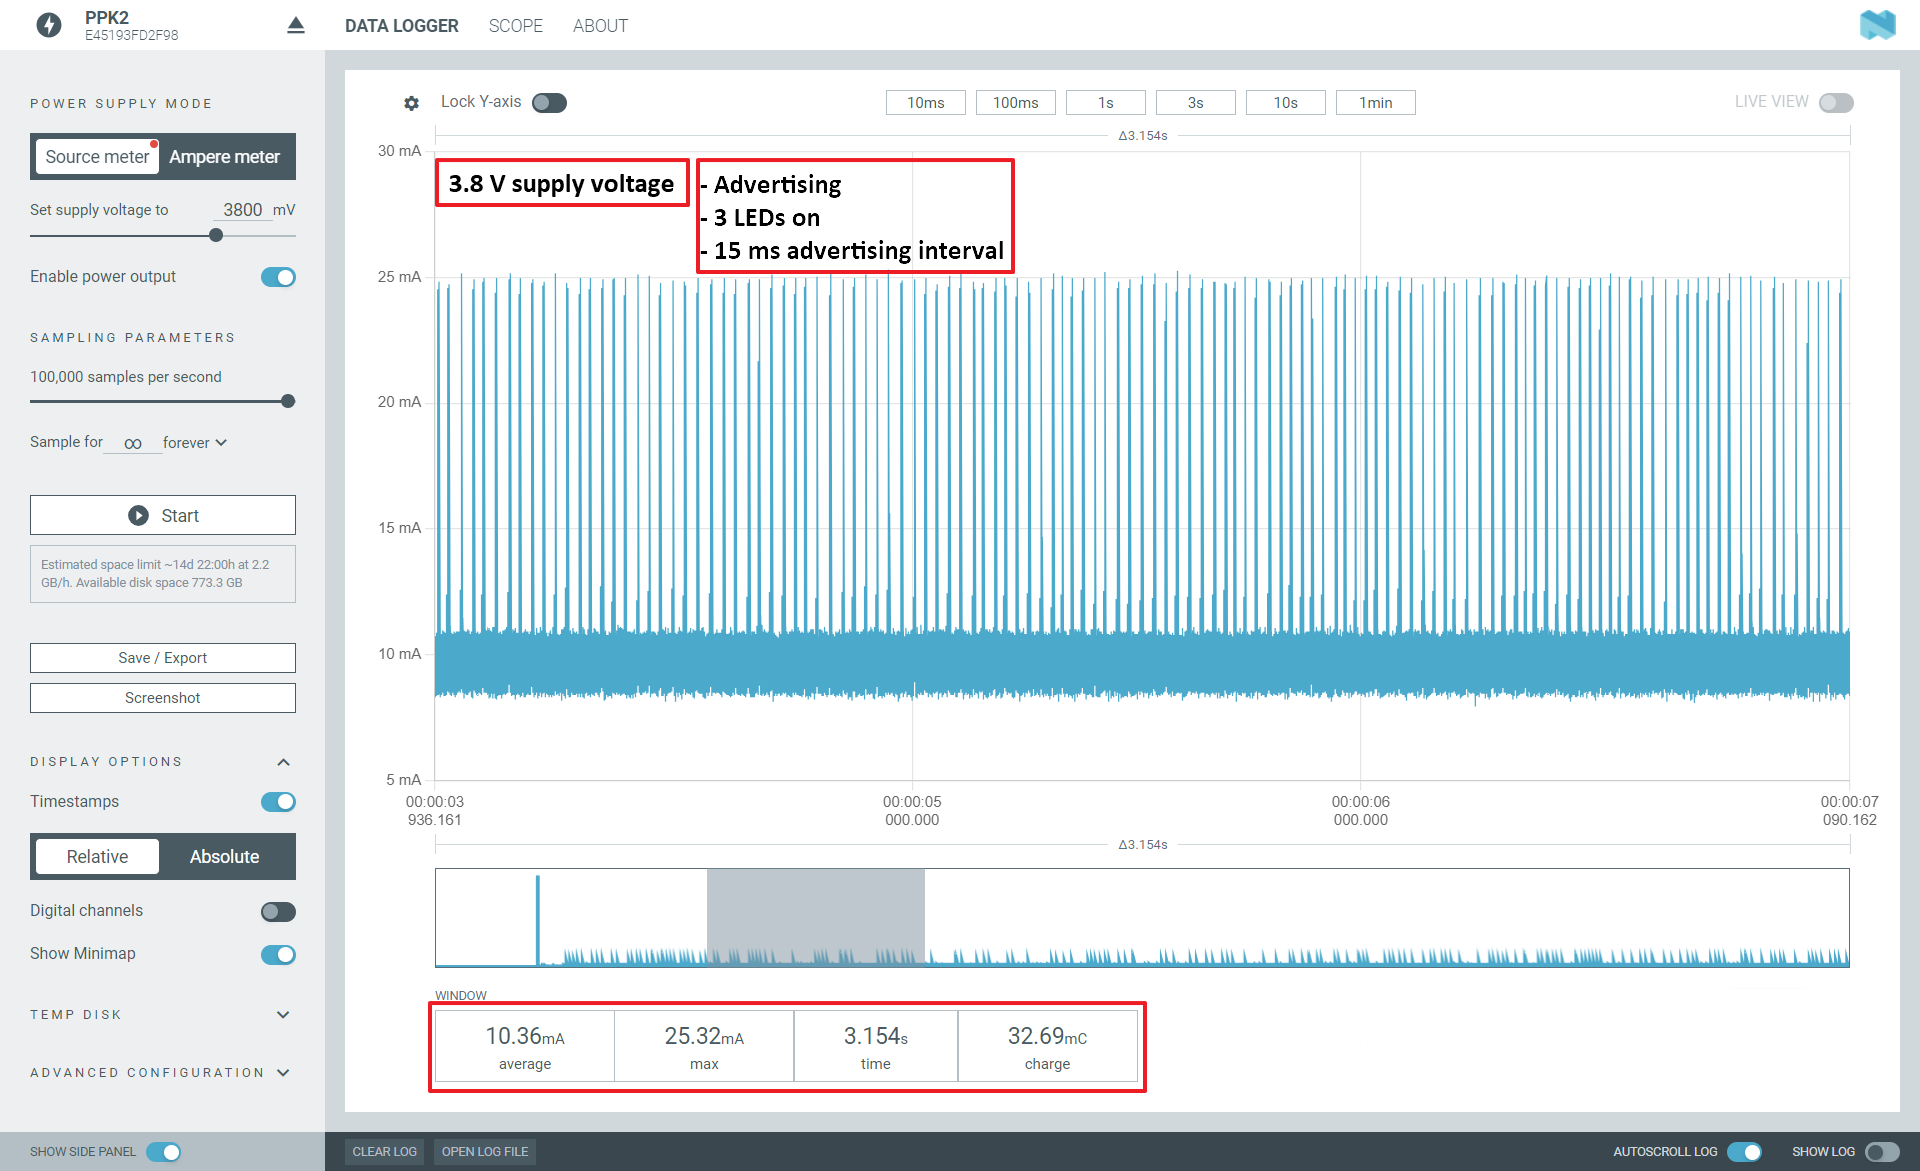 PPK2
E45193FD2F98
DATA LOGGER SCOPE ABOUT
POWER SUPPLY MODE
Source meter Ampere meter
Set supply voltage to 3800 mV
Enable power output
SAMPLING PARAMETERS
100,000 samples per second
Sample for ∞ forever
Start
Estimated space limit ~14d 22:00h at 2.2
GB/h. Available disk space 773.3 GB
Save / Export
Screenshot
DISPLAY OPTIONS
Timestamps
Relative Absolute
Digital channels
Show Minimap
TEMP DISK
ADVANCED CONFIGURATION
SHOW SIDE PANEL
Lock Y-axis
10ms 100ms 1s 3s 10s 1min
LIVE VIEW
Δ3.154s
30 mA
3.8 V supply voltage
- Advertising
- 3 LEDs on
- 15 ms advertising interval
25 mA
20 mA
15 mA
10 mA
5 mA
00:00:03 00:00:05 00:00:06 00:00:07
936.161 000.000 000.000 090.162
Δ3.154s
WINDOW
10.36mA 25.32mA 3.154s 32.69mC
average max time charge
CLEAR LOG OPEN LOG FILE
AUTOSCROLL LOG SHOW LOG